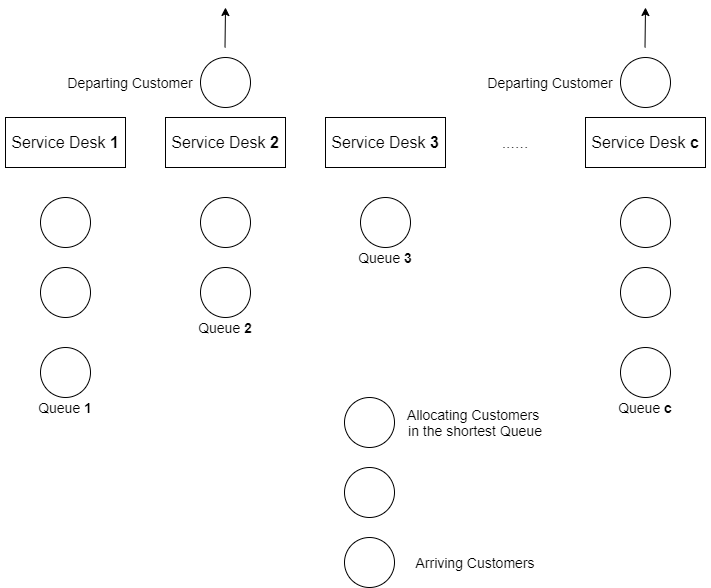 Departing Customer
Departing Customer
Service Desk 1
Service Desk 2
Service Desk 3
......
Service Desk c
Queue 3
Queue 2
Queue 1
Queue c
Allocating Customers
in the shortest Queue
Arriving Customers